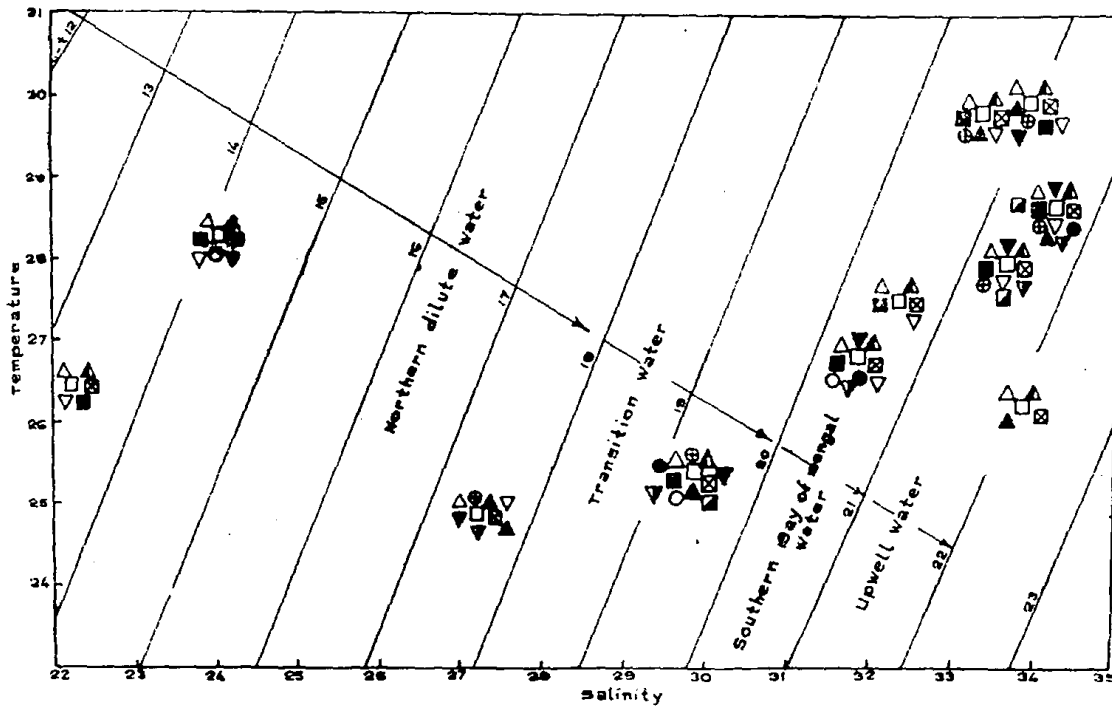 31
30
29
28
27
26
25
24
Temperature
12
13
14
15
16
17
18
19
20
21
22
23
Northern dilute water
Transition water
Southern Bay of Bengal
water
Upwell water
22 23 24 25 26 27 28 29 30 31 32 33 34 35
Salinity